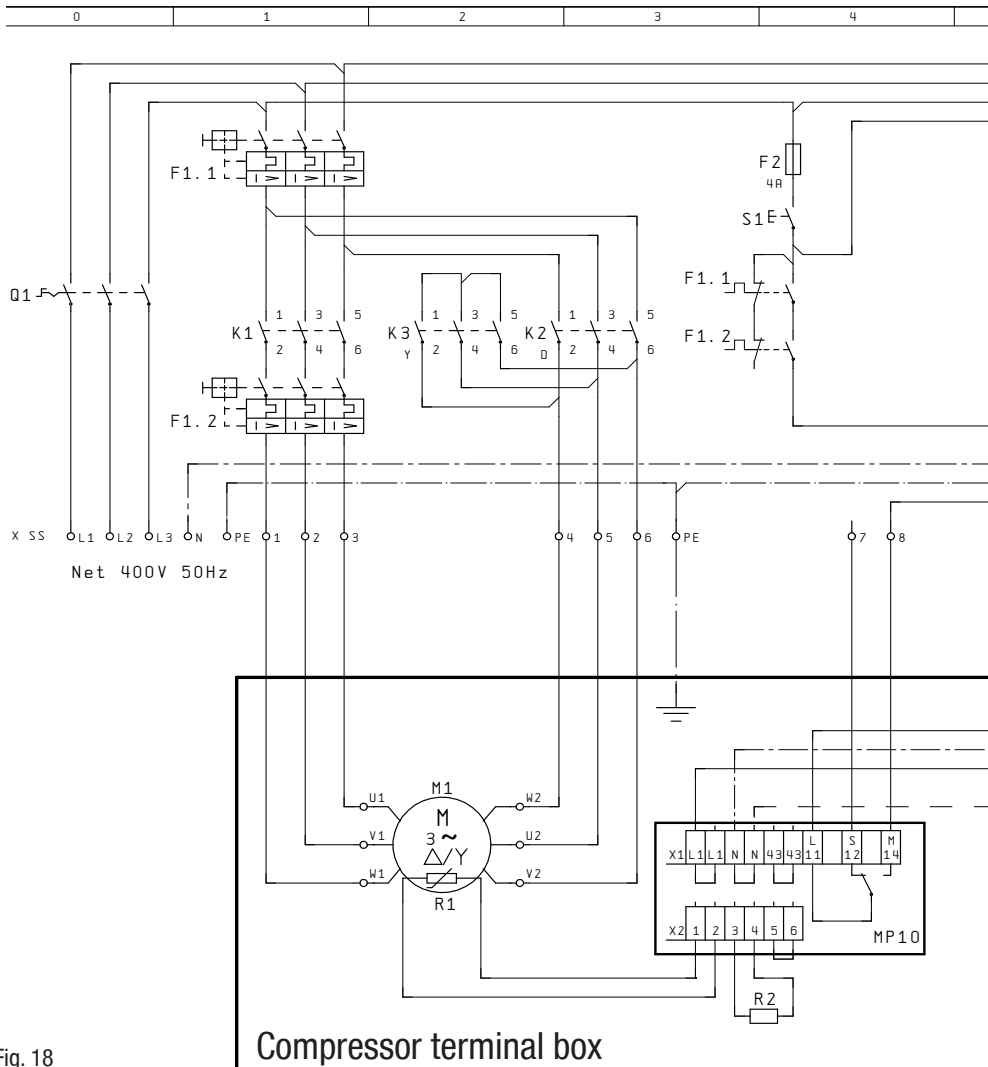 0 1 2 3 4
F1.1
I > I > I >
F2
4A
S1
Q1
F1.1
F1.2
K1 1 3 5
2 4 6
K3 1 3 5
Y 2 4 6
K2 1 3 5
D 2 4 6
F1.2
I > I > I >
X SS L1 L2 L3 N PE 1 2 3 4 5 6 PE 7 8
Net 400V 50Hz
M1
U1 W2
M
V1 3 ~ U2
Δ/Y
W1 V2
R1
L S M
X1 L1 L1 N N 43 43 11 12 14
X2 1 2 3 4 5 6
MP10
R2
Compressor terminal box
Fig. 18